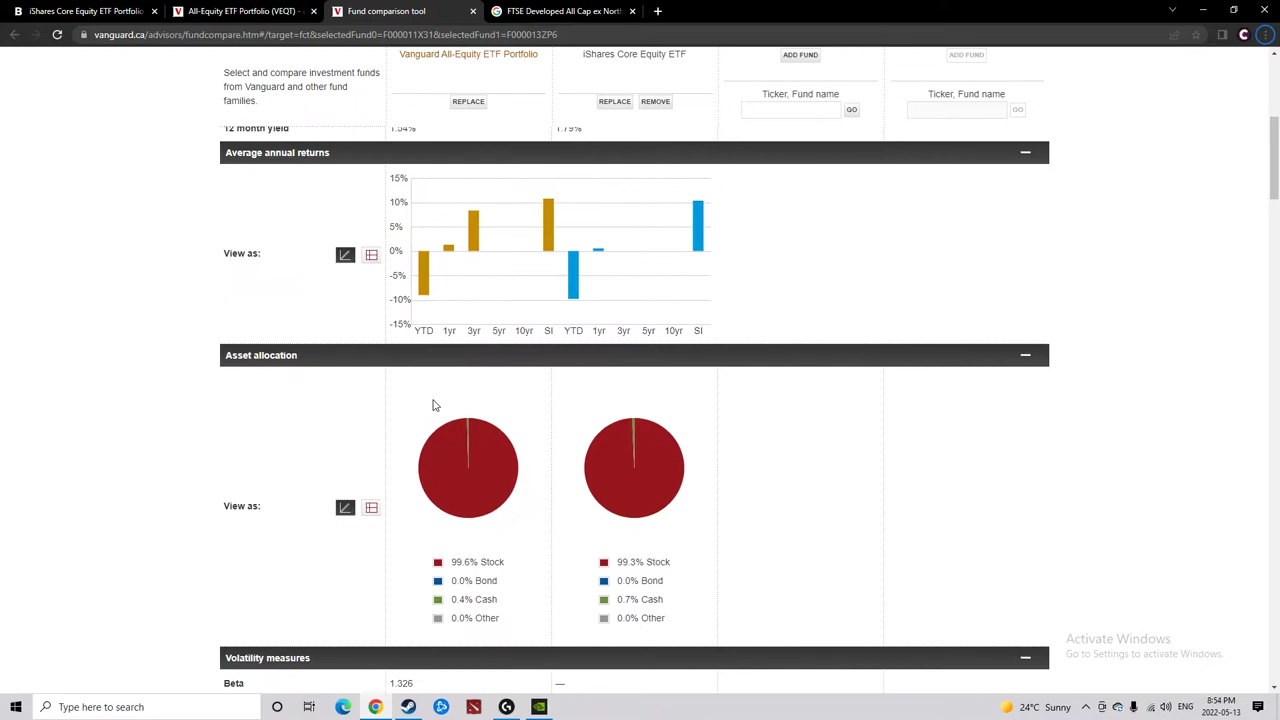 iShares Core Equity ETF Portfolio
All-Equity ETF Portfolio (VEQT) -
Fund comparison tool
FTSE Developed All Cap ex North
vanguard.ca/advisors/fundcompare.htm#/target=fct&selectedFund0=F000011X31&selectedFund1=F000013ZP6
Vanguard All-Equity ETF Portfolio
iShares Core Equity ETF
ADD FUND
ADD FUND
Select and compare investment funds
from Vanguard and other fund
families.
REPLACE
REPLACE
REMOVE
Ticker, Fund name
GO
Ticker, Fund name
GO
12 month yield
1.54%
1.79%
Average annual returns
15%
10%
5%
0%
-5%
-10%
-15%
View as:
YTD 1yr 3yr 5yr 10yr SI YTD 1yr 3yr 5yr 10yr SI
Asset allocation
View as:
99.6% Stock
0.0% Bond
0.4% Cash
0.0% Other
99.3% Stock
0.0% Bond
0.7% Cash
0.0% Other
Volatility measures
Beta
1.326
—
Activate Windows
Go to Settings to activate Windows.
Type here to search
24°C Sunny
ENG
8:54 PM
2022-05-13